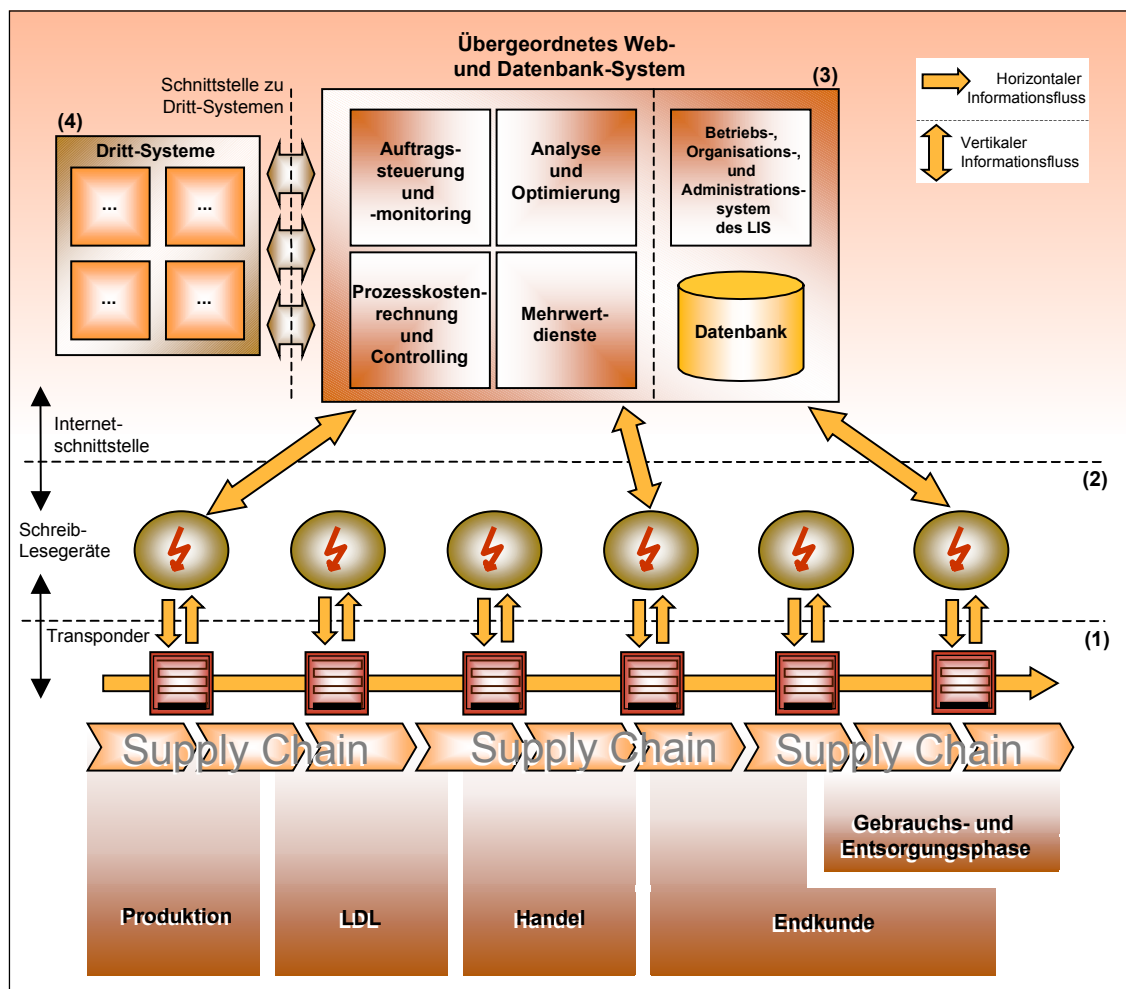 Übergeordnetes Web-
und Datenbank-System
(3)
Schnittstelle zu
Dritt-Systemen
(4)
Dritt-Systeme
...
...
...
...
Auftrags-
steuerung
und
-monitoring
Analyse
und
Optimierung
Prozesskosten-
rechnung
und
Controlling
Mehrwert-
dienste
Betriebs-,
Organisations-,
und
Administrations-
system
des LIS
Datenbank
Horizontaler
Informationsfluss
Vertikaler
Informationsfluss
Internet-
schnittstelle
(2)
Schreib-
Lesegeräte
Transponder
(1)
Supply Chain
Supply Chain
Supply Chain
Gebrauchs- und
Entsorgungsphase
Produktion
LDL
Handel
Endkunde